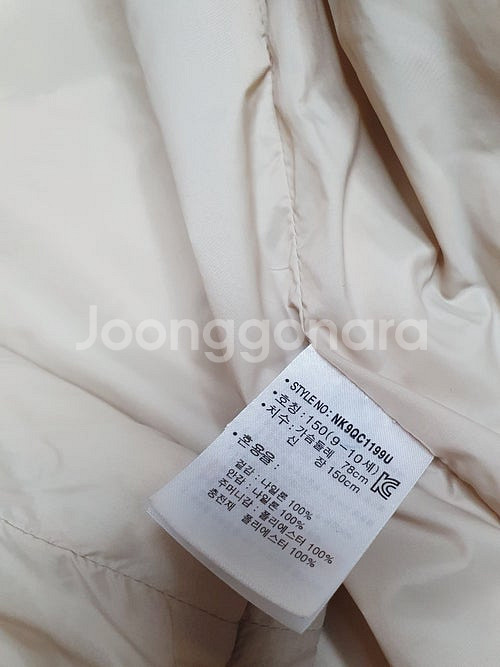 Joonggonara
• STYLE NO : NK9QC1199U
• 호칭 : 150(9-10세)
• 치수 : 가슴둘레 78cm
신 장 150cm
• 혼용율 :
겉감 : 나일론 100%
안감 : 나일론 100%
주머니감 : 폴리에스터 100%
충전재 폴리에스터 100%